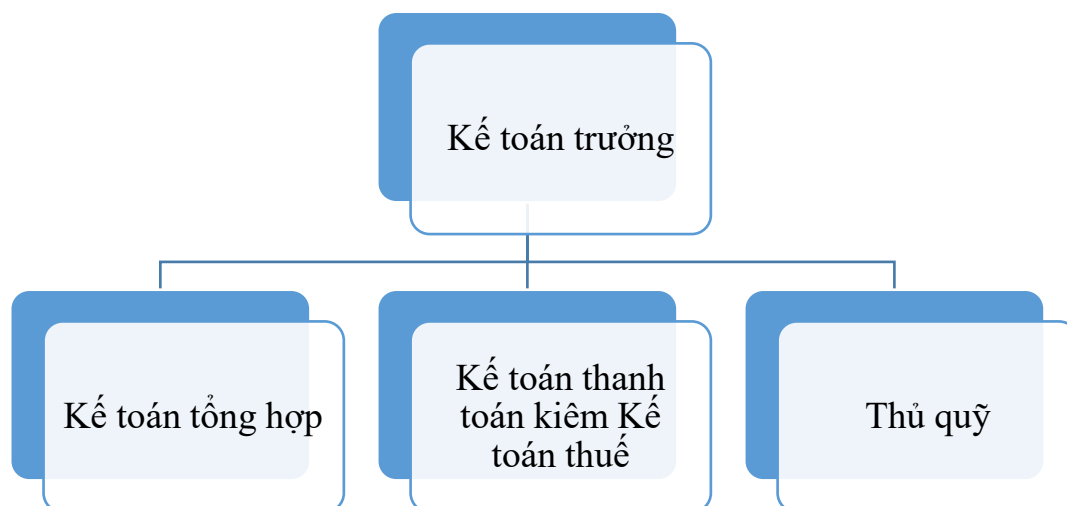 Kế toán trưởng
Kế toán tổng hợp
Kế toán thanh
toán kiêm Kế
toán thuế
Thủ quỹ